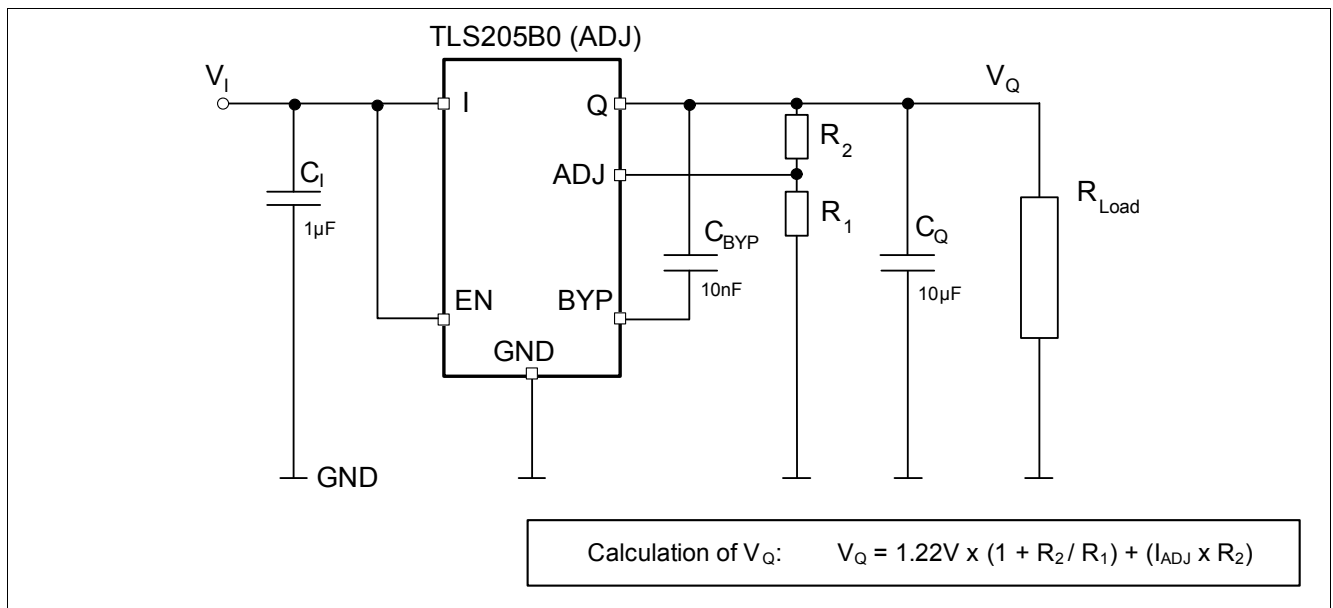 TLS205B0 (ADJ)
V_I
V_Q
I
Q
R_2
ADJ
C_I
1µF
R_1
R_Load
C_BYP
10nF
C_Q
10µF
EN
BYP
GND
GND
Calculation of V_Q: V_Q = 1.22V x (1 + R_2 / R_1) + (I_ADJ x R_2)